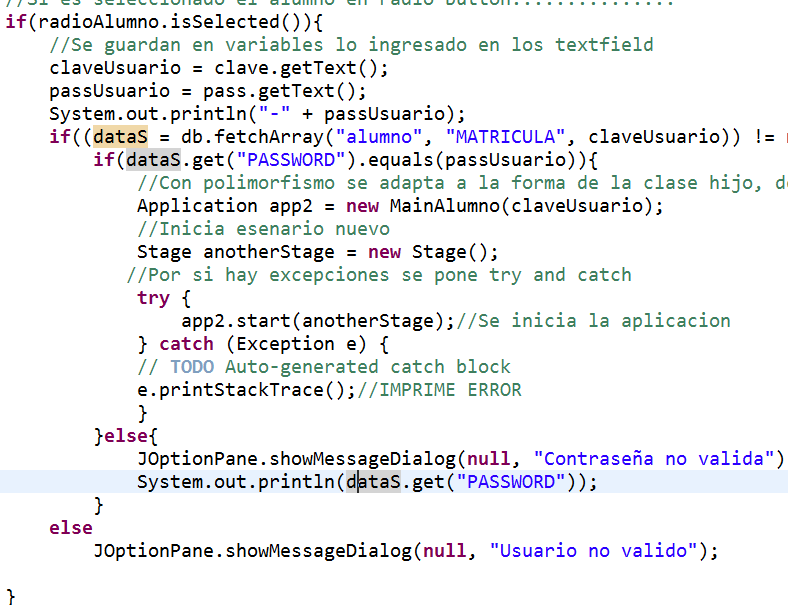 //Si es seleccionado el alumno en radio button...............
if(radioAlumno.isSelected()){
//Se guardan en variables lo ingresado en los textfield
claveUsuario = clave.getText();
passUsuario = pass.getText();
System.out.println("-" + passUsuario);
if((dataS = db.fetchArray("alumno", "MATRICULA", claveUsuario)) !=
if(dataS.get("PASSWORD").equals(passUsuario)){
//Con polimorfismo se adapta a la forma de la clase hijo,
Application app2 = new MainAlumno(claveUsuario);
//Inicia esenario nuevo
Stage anotherStage = new Stage();
//Por si hay excepciones se pone try and catch
try {
app2.start(anotherStage);//Se inicia la aplicacion
} catch (Exception e) {
// TODO Auto-generated catch block
e.printStackTrace();//IMPRIME ERROR
}
}else{
JOptionPane.showMessageDialog(null, "Contraseña no valida")
System.out.println(dataS.get("PASSWORD"));
}
else
JOptionPane.showMessageDialog(null, "Usuario no valido");
}